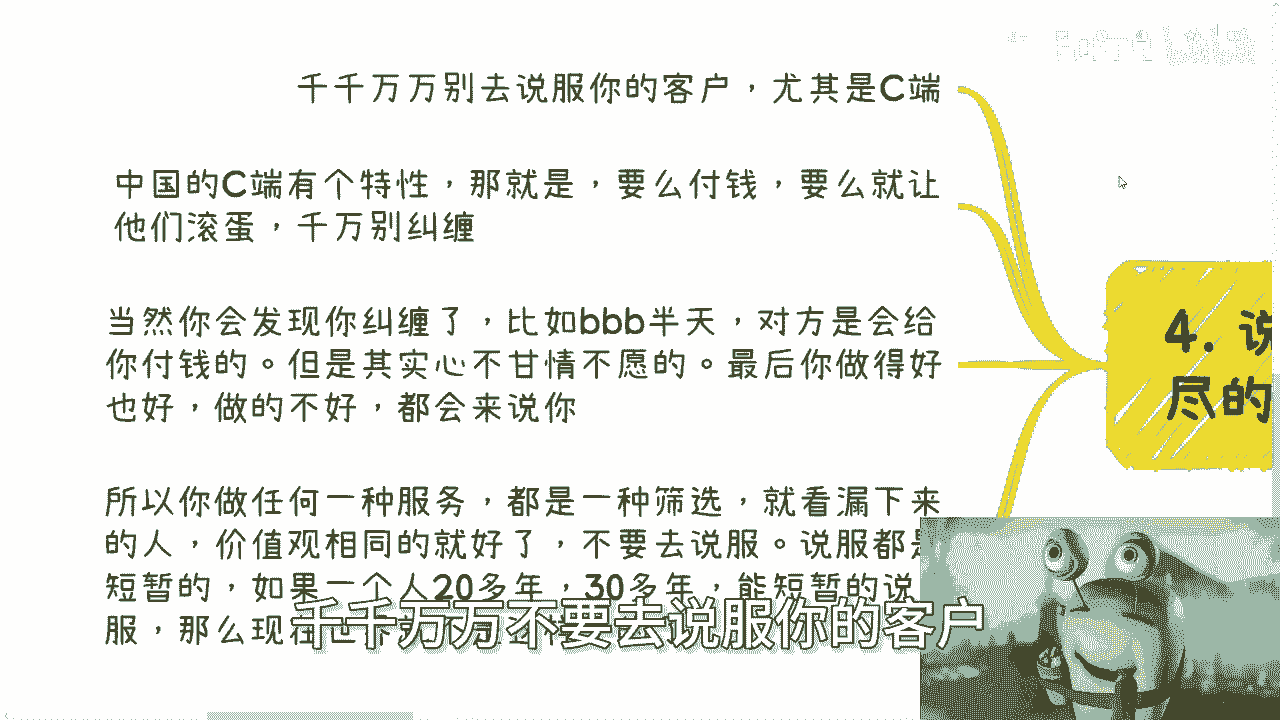 千千万万别去说服你的客户，尤其是C端
中国的C端有个特性，那就是，要么付钱，要么就让
他们滚蛋，千万别纠缠
当然你会发现你纠缠了，比如bbb半天，对方是会给
你付钱的。但是其实心不甘情不愿的。最后你做得好
也好，做的不好，都会来说你
所以你做任何一种服务，都是一种筛选，就看漏下来
的人，价值观相同的就好了，不要去说服。说服都是
短暂的，如果一个人20多年，30多年，能短暂的说
服，那么现在
千千万万不要去说服你的客户
4. 说
尽的